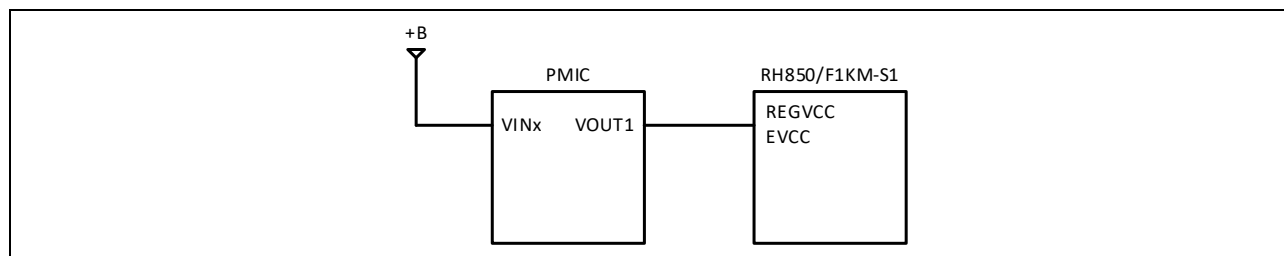 +B
PMIC
RH850/F1KM-S1
VINx VOUT1
REGVCC
EVCC